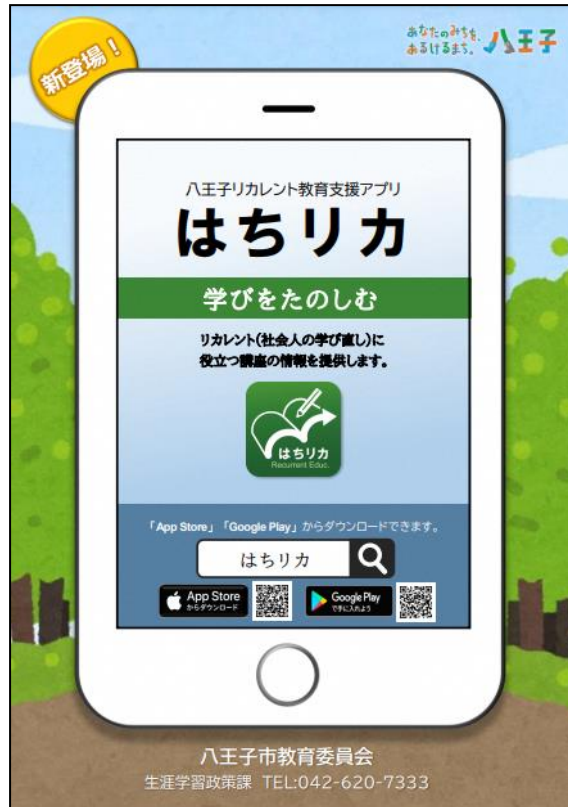 新登場！
あなたのみちを、
あるけるまち。八王子
八王子リカレント教育支援アプリ
はちリカ
学びをたのしむ
リカレント(社会人の学び直し)に
役立つ講座の情報を提供します。
はちリカ
Recurrent Educ.
「App Store」「Google Play」からダウンロードできます。
はちリカ
App Store
からダウンロード
Google Play
で手に入れよう
八王子市教育委員会
生涯学習政策課 TEL:042-620-7333